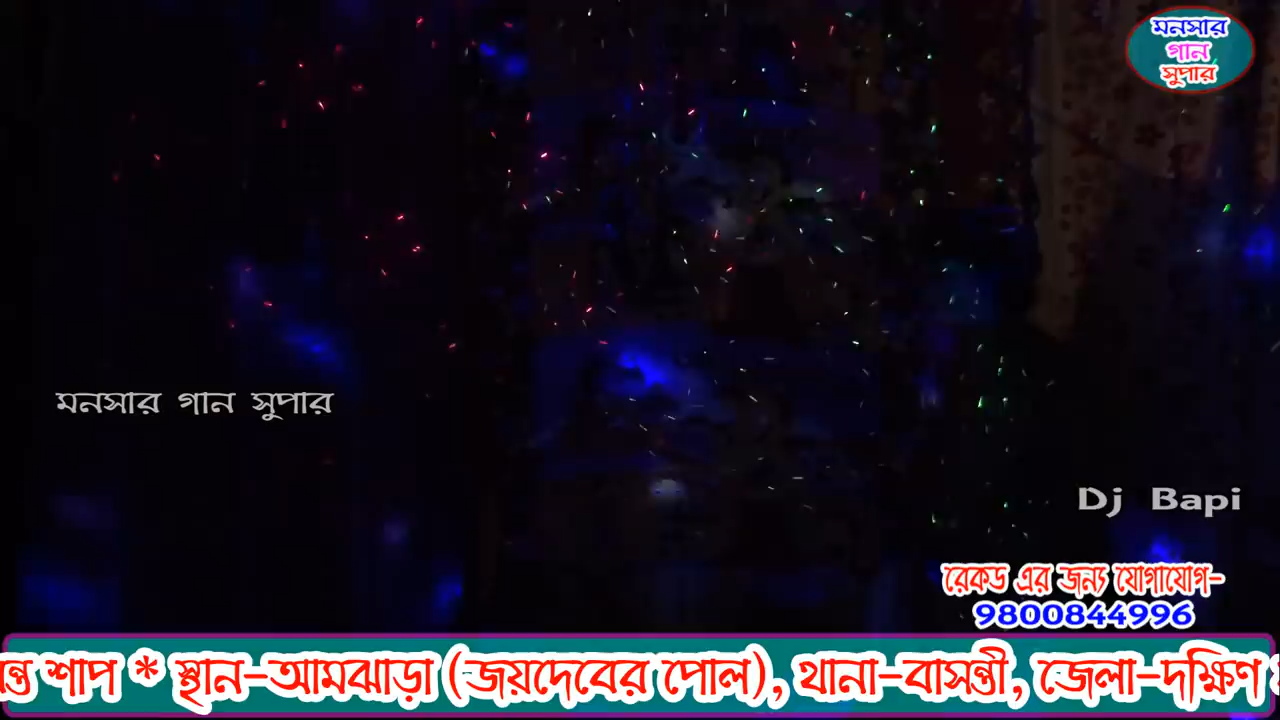 মনসার
গান
সুপার
মনসার গান সুপার
Dj Bapi
রেকড এর জন্য যোগাযোগ-
9800844996
শাপ * স্থান-আমঝাড়া (জয়দেবের পোল), থানা-বাসন্তী, জেলা-দক্ষিণ